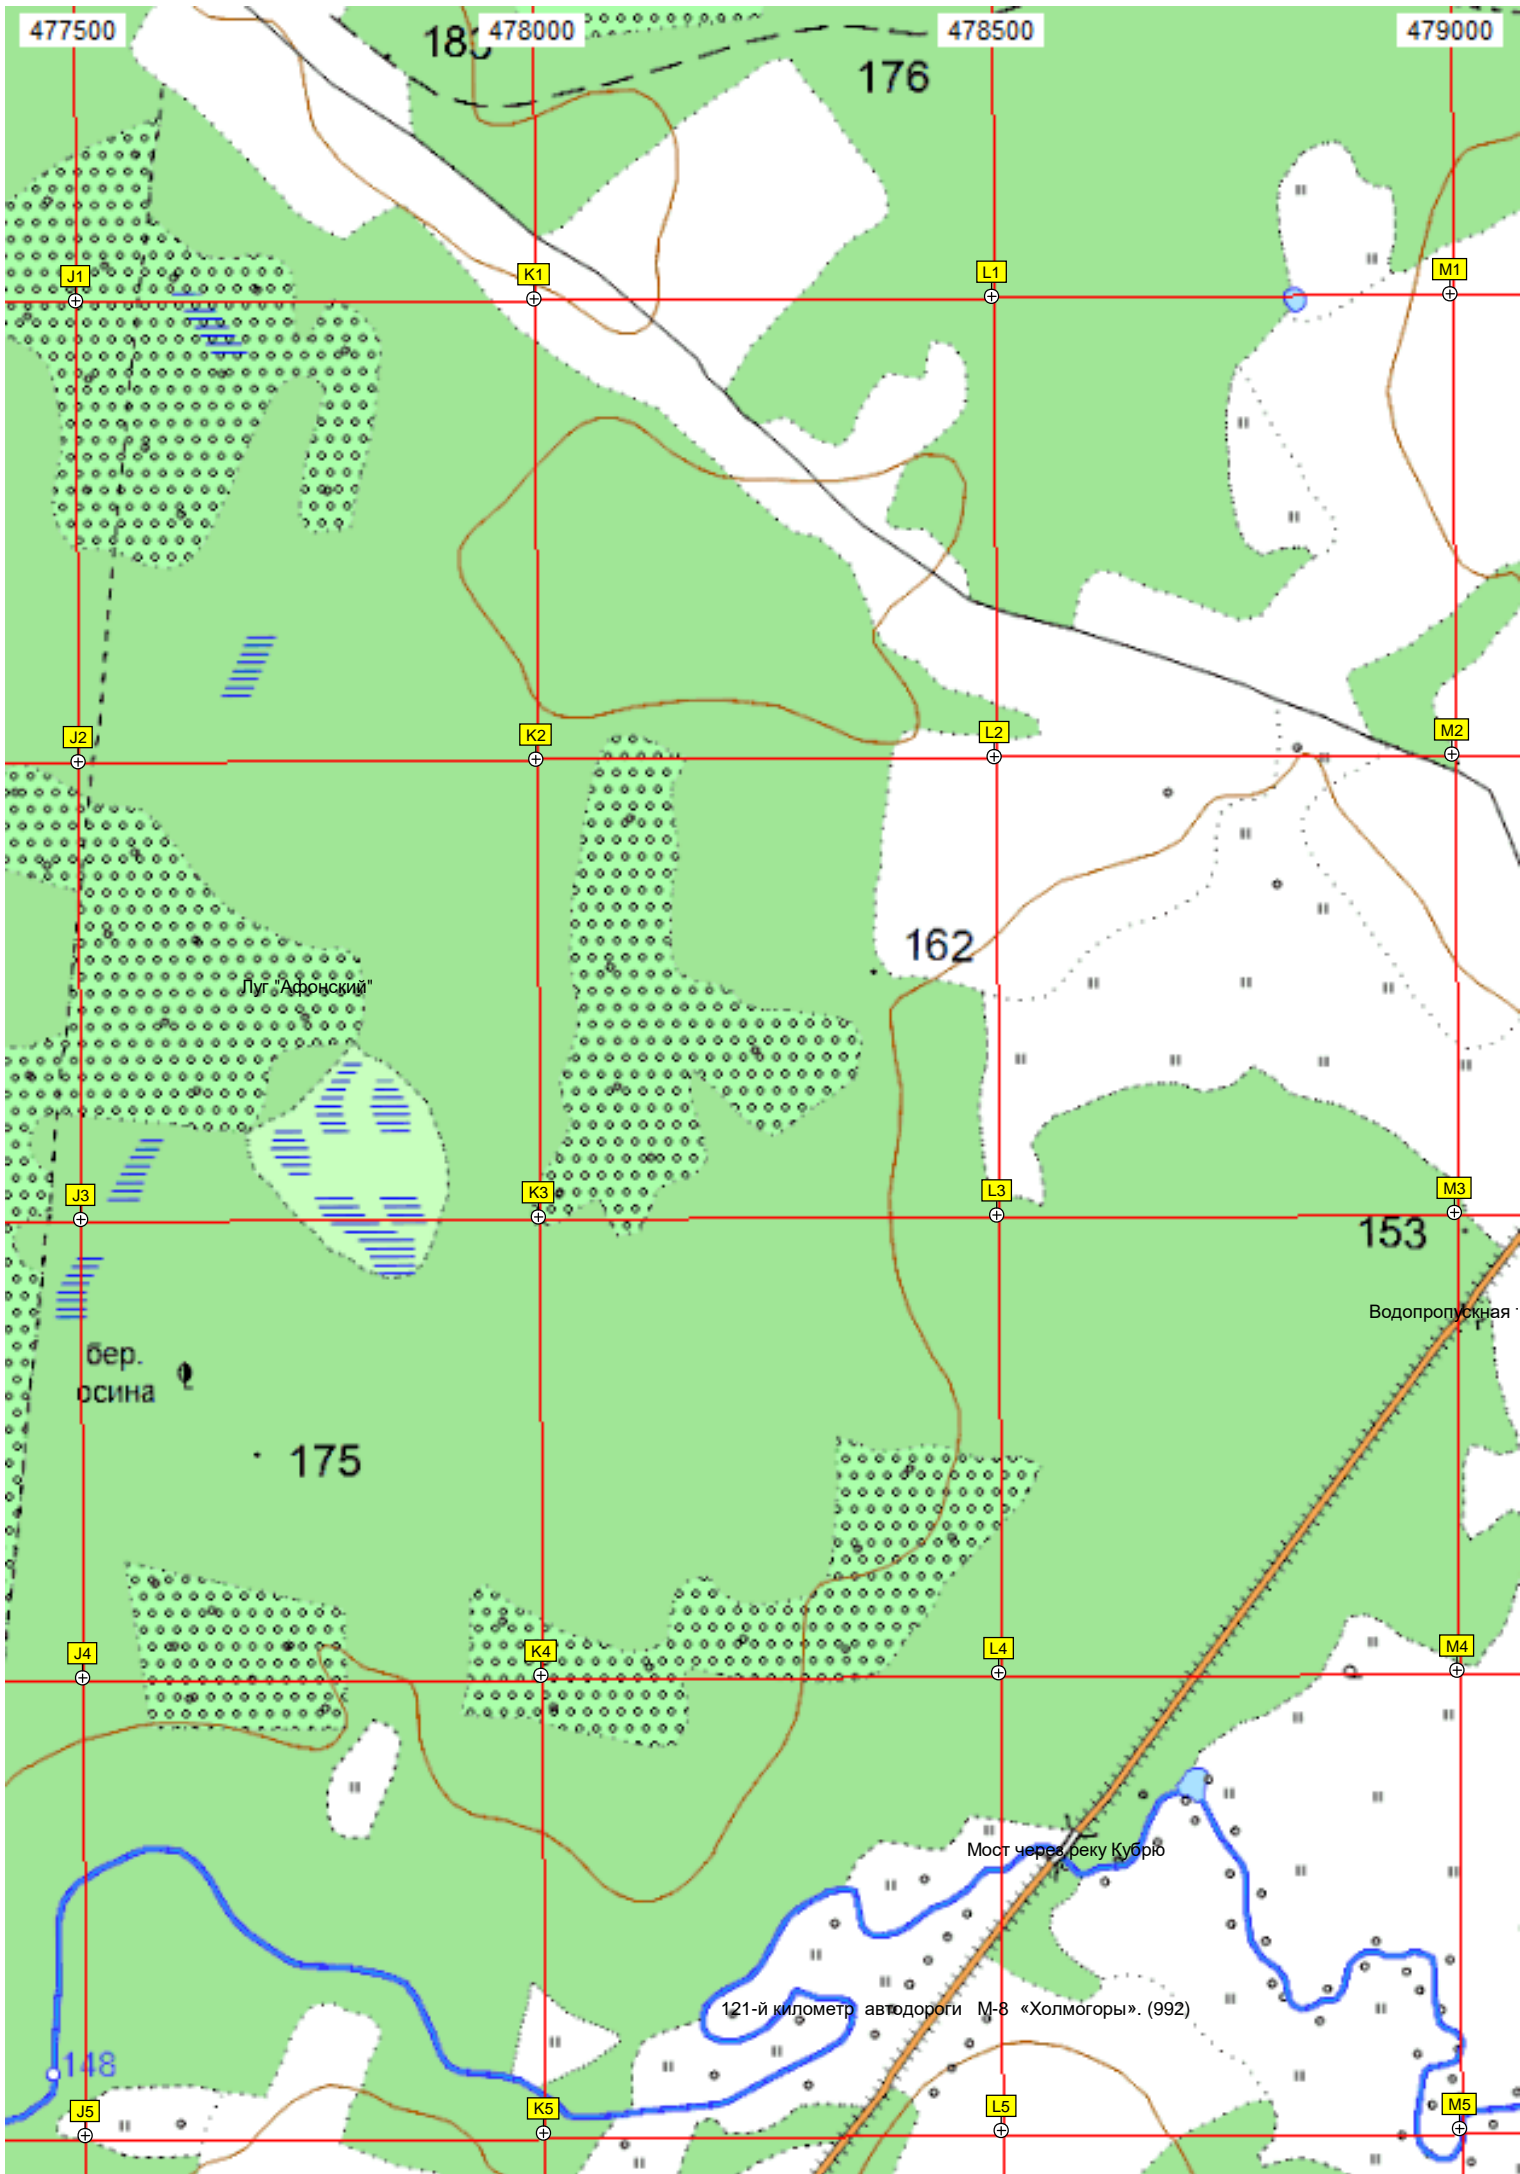 477500 478000 478500 479000
176
J1 K1 L1 M1
J2 K2 L2 M2
162
Луг "Афонский"
J3 K3 L3 M3
153
Водопропускная
бер.
осина
175
J4 K4 L4 M4
Мост через реку Кубрю
121-й километр автодороги М-8 «Холмогоры». (992)
148
J5 K5 L5 M5